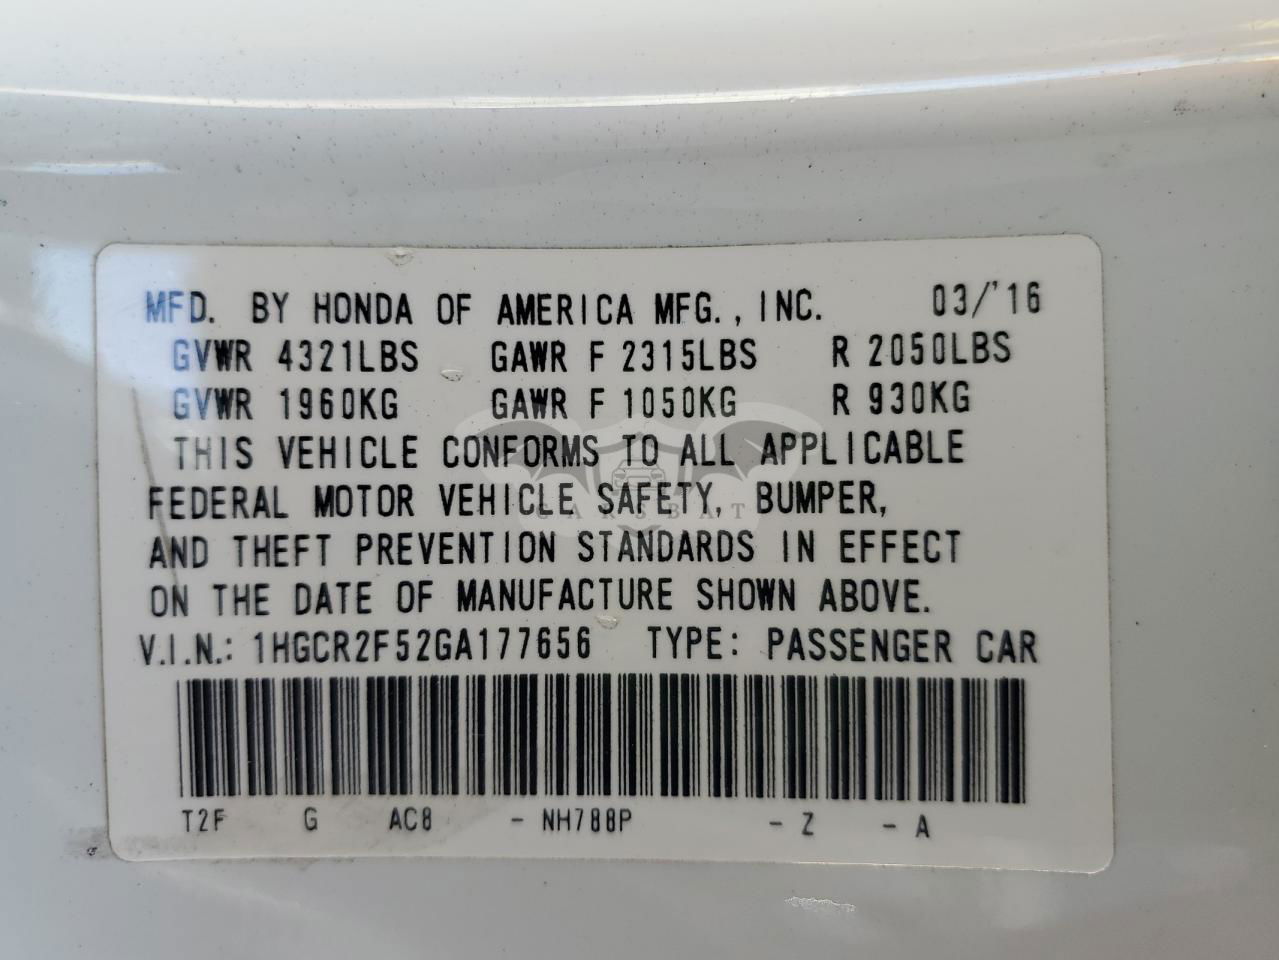 MFD. BY HONDA OF AMERICA MFG., INC. 03/'16
GVWR 4321LBS GAWR F 2315LBS R 2050LBS
GVWR 1960KG GAWR F 1050KG R 930KG
THIS VEHICLE CONFORMS TO ALL APPLICABLE
FEDERAL MOTOR VEHICLE SAFETY, BUMPER,
CARSBAT
AND THEFT PREVENTION STANDARDS IN EFFECT
ON THE DATE OF MANUFACTURE SHOWN ABOVE.
V.I.N.: 1HGCR2F52GA177656 TYPE: PASSENGER CAR
T2F G AC8 - NH788P - Z - A